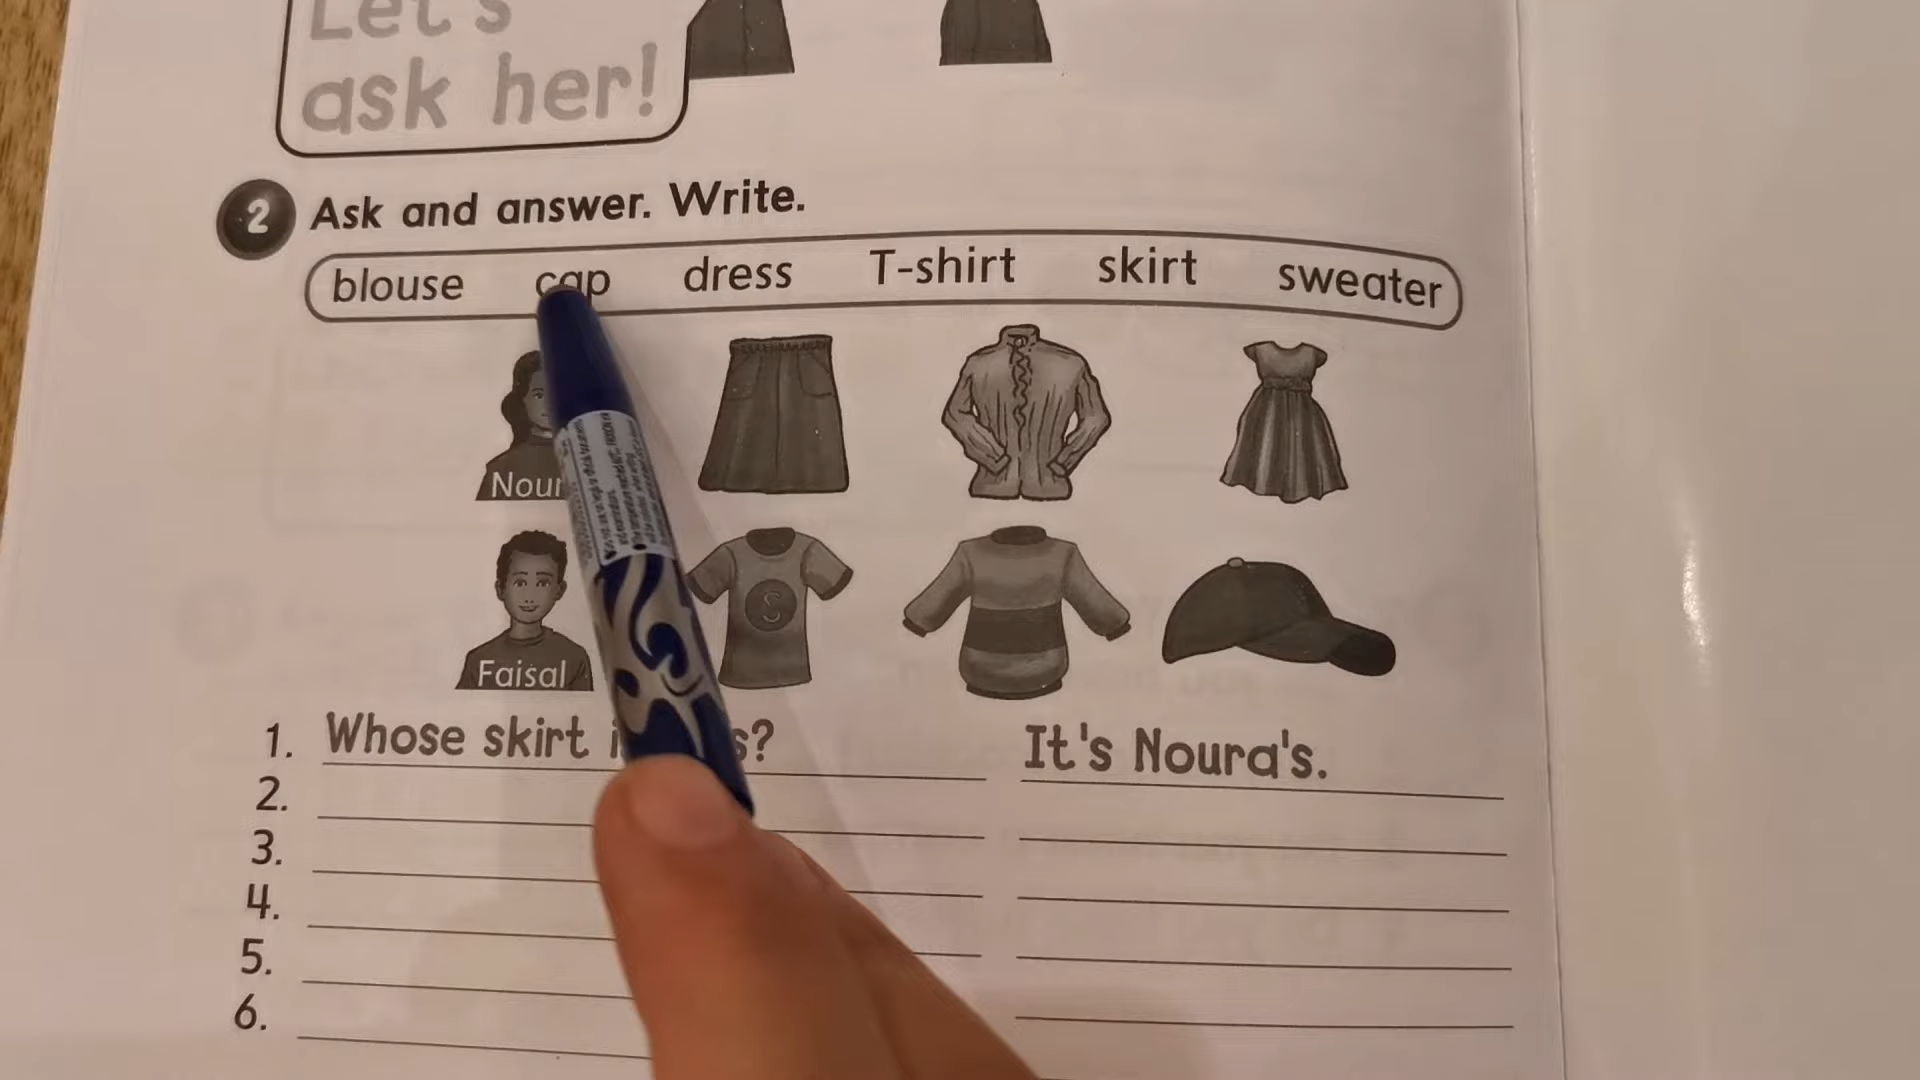 Let's
ask her!
2 Ask and answer. Write.
blouse cap dress T-shirt skirt sweater
Faisal
S
1. Whose skirt ? It's Noura's.
2.
3.
4.
5.
6.